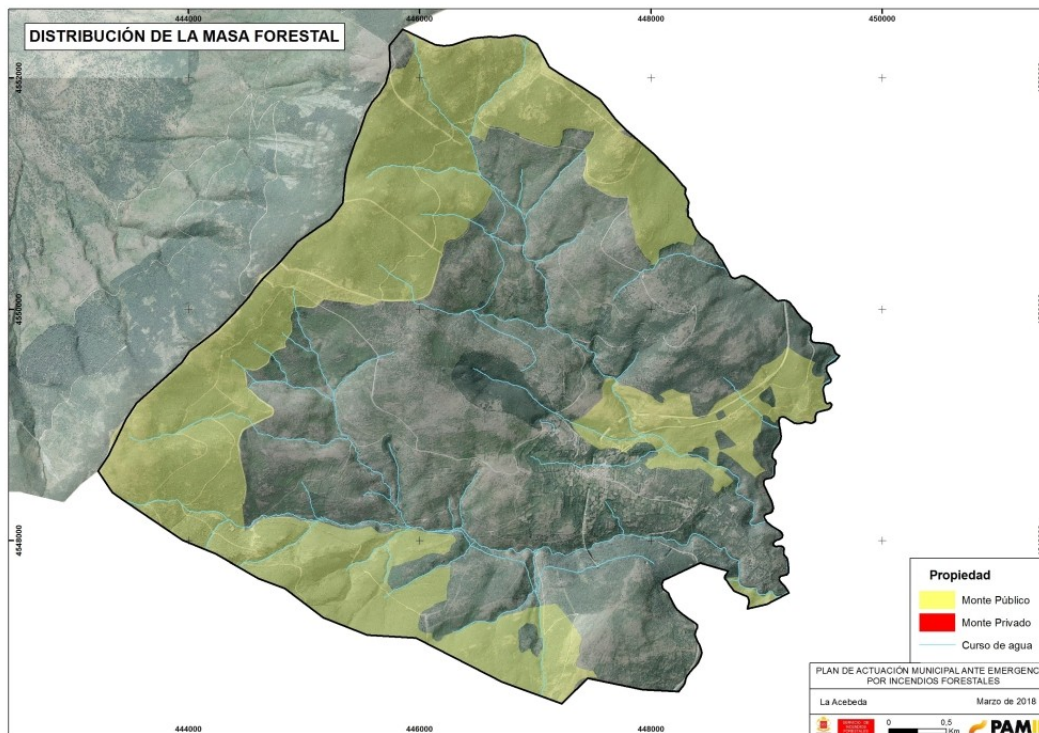 444000
446000
448000
450000
DISTRIBUCIÓN DE LA MASA FORESTAL
4552000
4550000
4548000
Propiedad
Monte Público
Monte Privado
Curso de agua
PLAN DE ACTUACIÓN MUNICIPAL ANTE EMERGENC
POR INCENDIOS FORESTALES
La Acebeda
Marzo de 2018
0
0,5
Km
PAM
444000
446000
448000